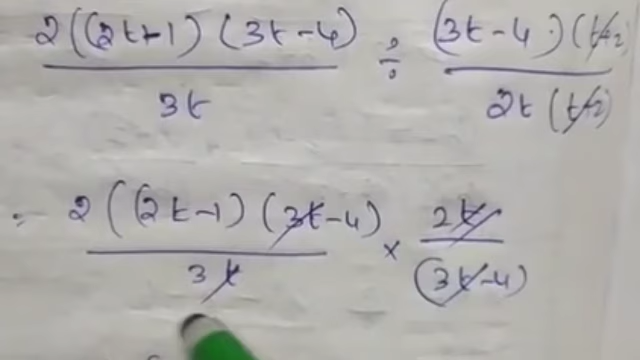 2((2t-1)(3t-4) ÷ (3t-4)(t-2)
3t 2t(t-2)
= 2((2t-1)(3t-4) × 2t
3t (3t-4)